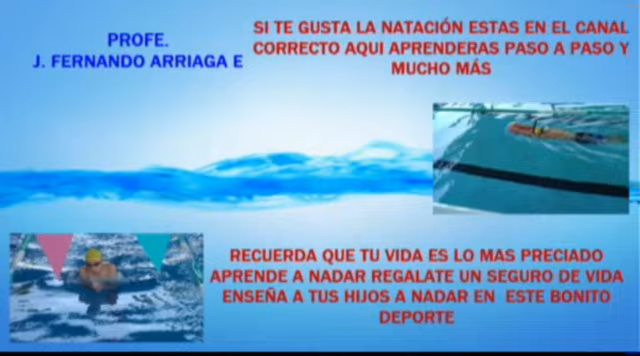 PROFE.
J. FERNANDO ARRIAGA E
SI TE GUSTA LA NATACIÓN ESTAS EN EL CANAL
CORRECTO AQUI APRENDERAS PASO A PASO Y
MUCHO MÁS
RECUERDA QUE TU VIDA ES LO MAS PRECIADO
APRENDE A NADAR REGALATE UN SEGURO DE VIDA
ENSEÑA A TUS HIJOS A NADAR EN ESTE BONITO
DEPORTE